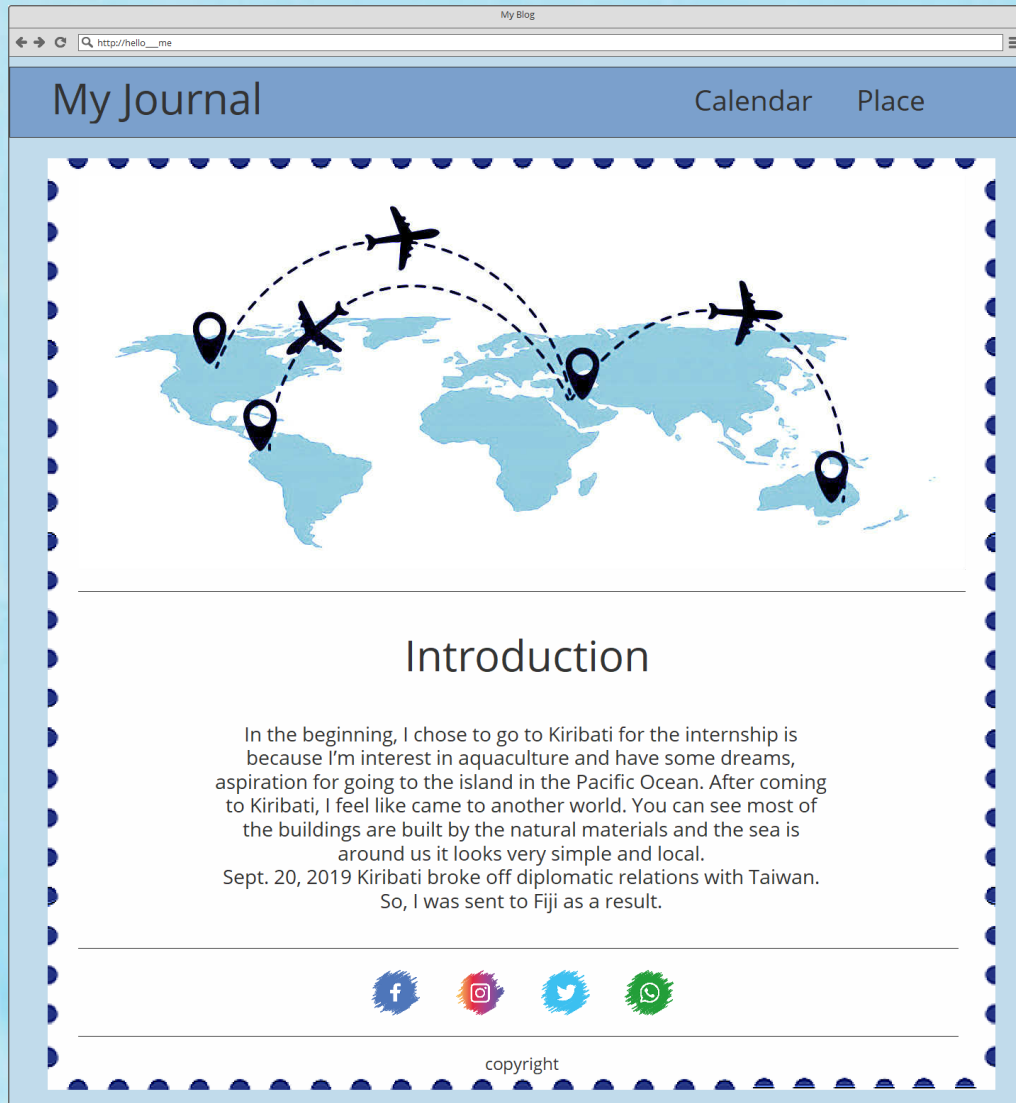 My Blog
http://hello___me
My Journal
Calendar
Place
Introduction
In the beginning, I chose to go to Kiribati for the internship is
because I’m interest in aquaculture and have some dreams,
aspiration for going to the island in the Pacific Ocean. After coming
to Kiribati, I feel like came to another world. You can see most of
the buildings are built by the natural materials and the sea is
around us it looks very simple and local.
Sept. 20, 2019 Kiribati broke off diplomatic relations with Taiwan.
So, I was sent to Fiji as a result.
copyright